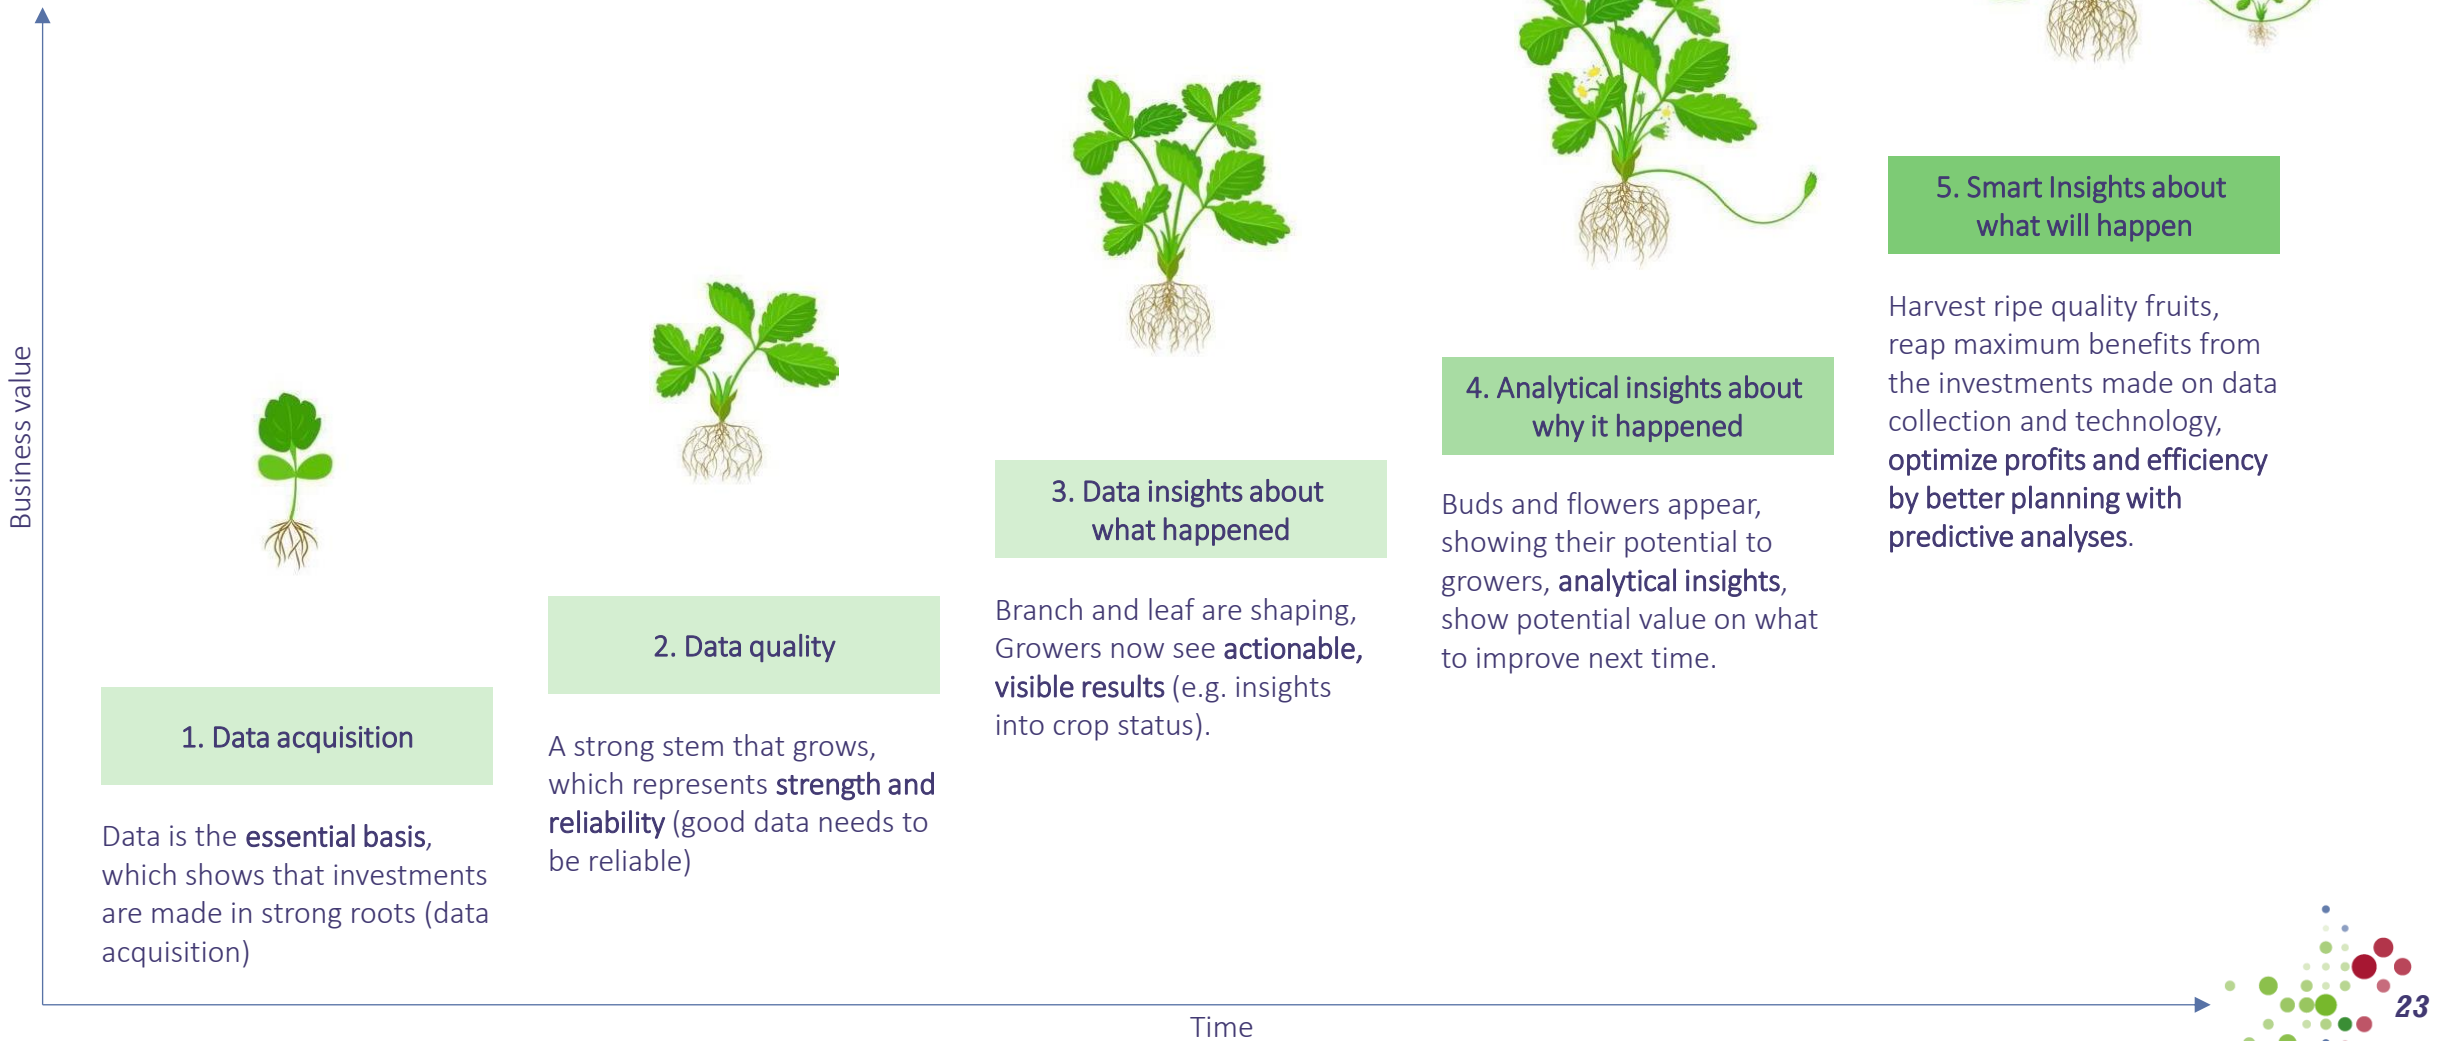 Business value
1. Data acquisition
Data is the essential basis,
which shows that investments
are made in strong roots (data
acquisition)
2. Data quality
A strong stem that grows,
which represents strength and
reliability (good data needs to
be reliable)
3. Data insights about
what happened
Branch and leaf are shaping,
Growers now see actionable,
visible results (e.g. insights
into crop status).
4. Analytical insights about
why it happened
Buds and flowers appear,
showing their potential to
growers, analytical insights,
show potential value on what
to improve next time.
5. Smart Insights about
what will happen
Harvest ripe quality fruits,
reap maximum benefits from
the investments made on data
collection and technology,
optimize profits and efficiency
by better planning with
predictive analyses.
Time
23